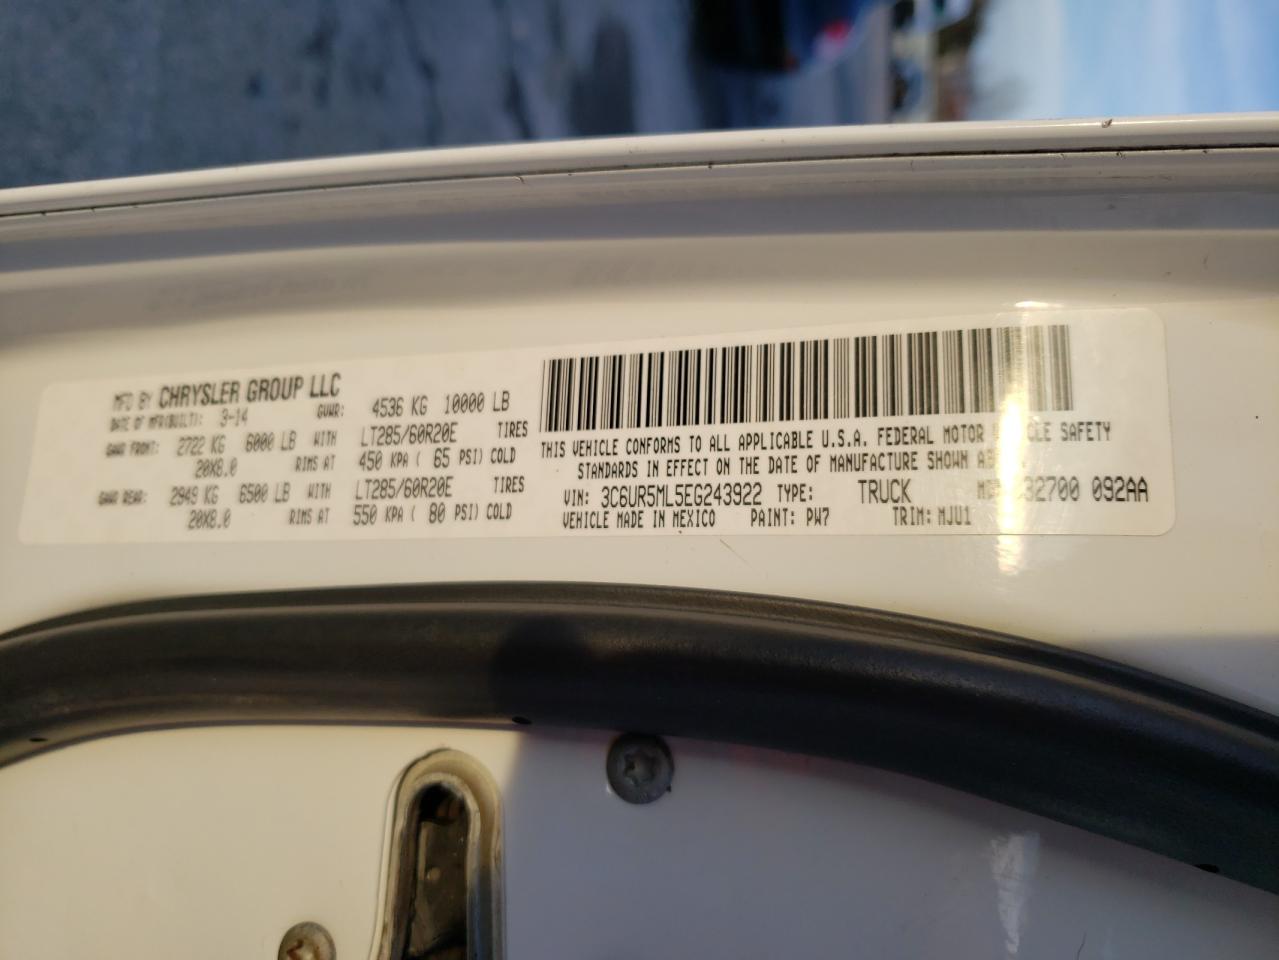 MFD BY CHRYSLER GROUP LLC
DATE OF MFR(BUILT): 3-14 GVWR: 4536 KG 10000 LB
GAWR FRONT: 2722 KG 6000 LB WITH LT285/60R20E TIRES
20X8.0 RIMS AT 450 KPA ( 65 PSI) COLD
GAWR REAR: 2949 KG 6500 LB WITH LT285/60R20E TIRES
20X8.0 RIMS AT 550 KPA ( 80 PSI) COLD
THIS VEHICLE CONFORMS TO ALL APPLICABLE U.S.A. FEDERAL MOTOR SAFETY
STANDARDS IN EFFECT ON THE DATE OF MANUFACTURE SHOWN
VIN: 3C6UR5ML5EG243922 TYPE: TRUCK 092AA
VEHICLE MADE IN MEXICO PAINT: PW7 TRIM: MJU1